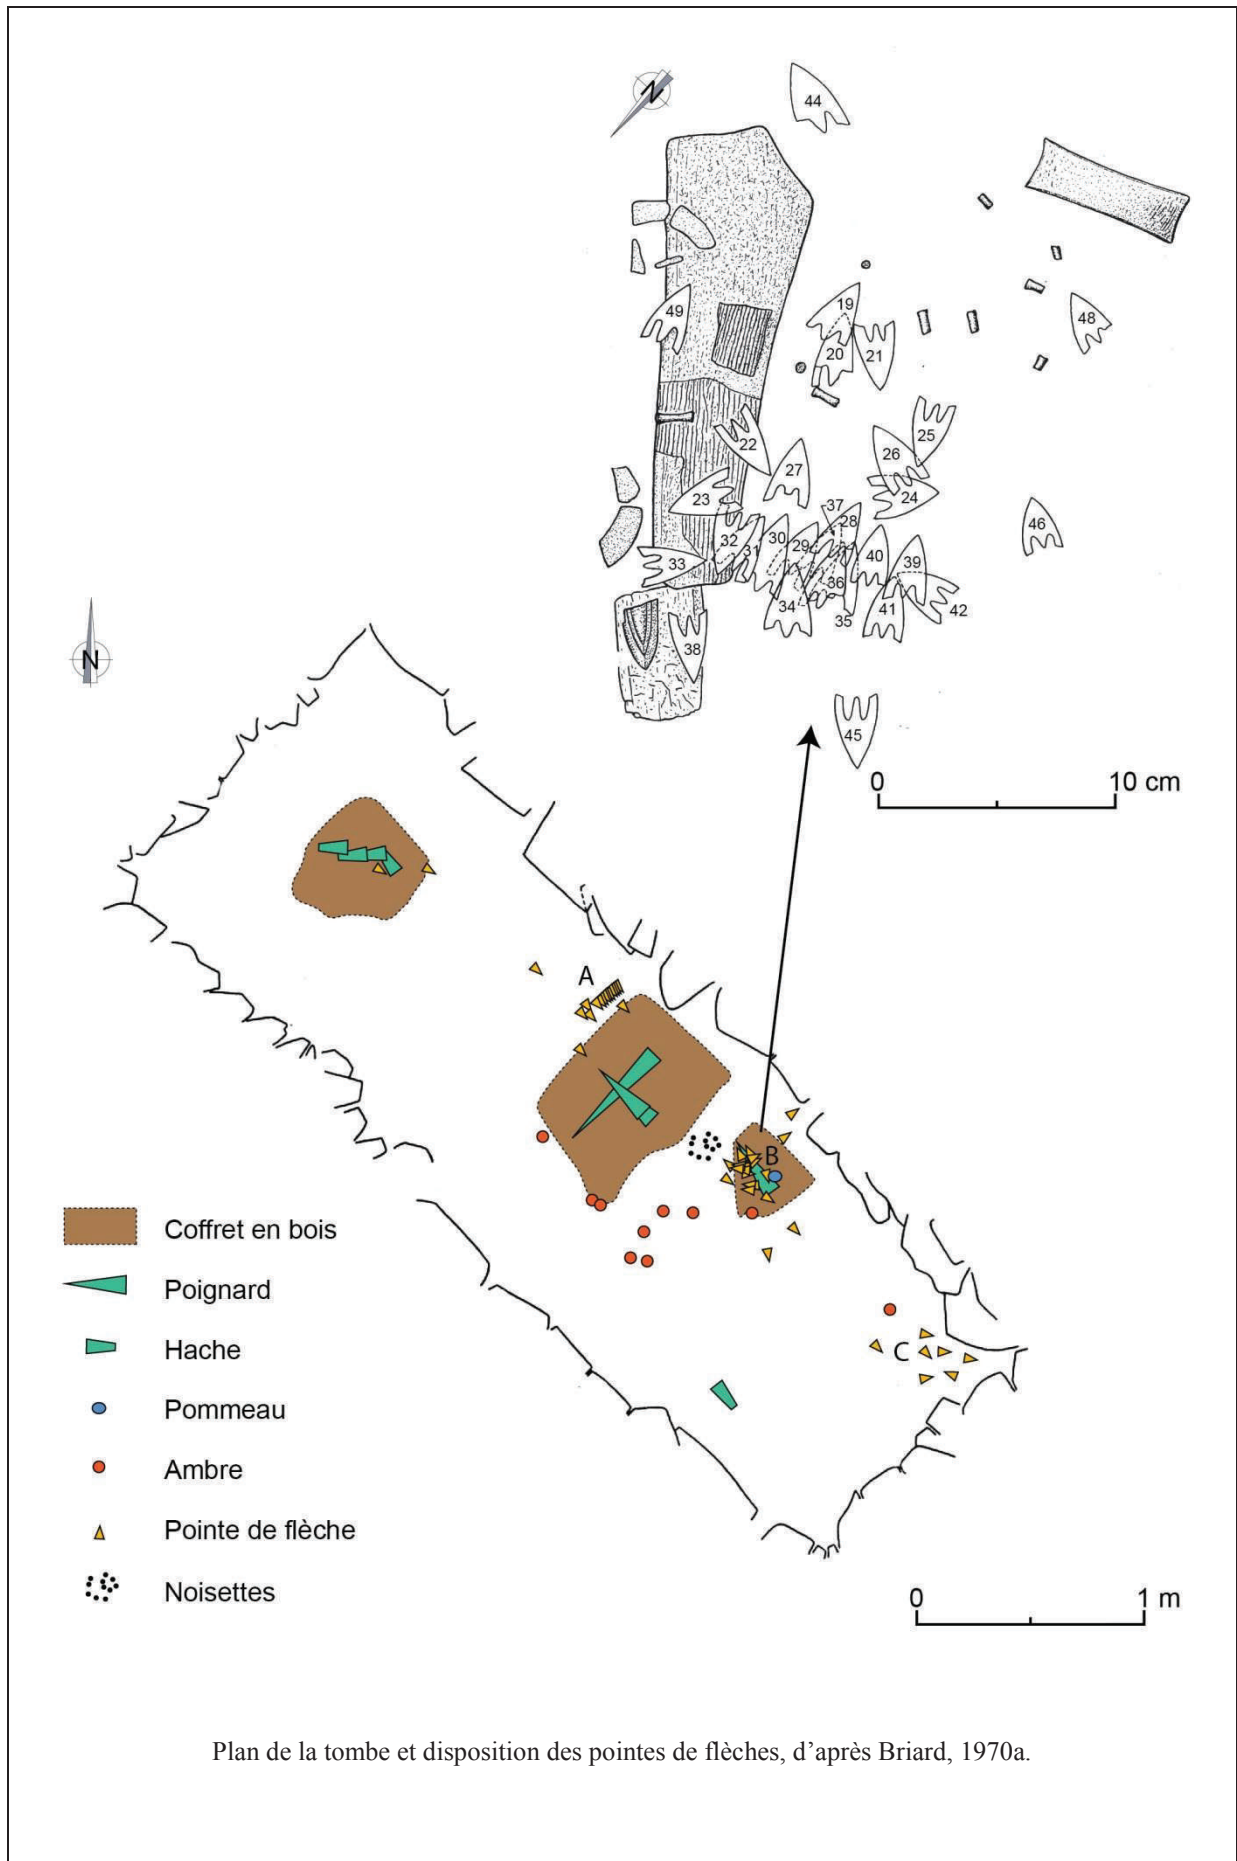 N
44
49
19
20
21
48
22
27
25
26
24
23
37
28
46
32
31
30
29
40
39
33
36
34
35
41
42
38
45
0 10 cm
N
A
B
C
Coffret en bois
Poignard
Hache
Pommeau
Ambre
Pointe de flèche
Noisettes
0 1 m
Plan de la tombe et disposition des pointes de flèches, d’après Briard, 1970a.